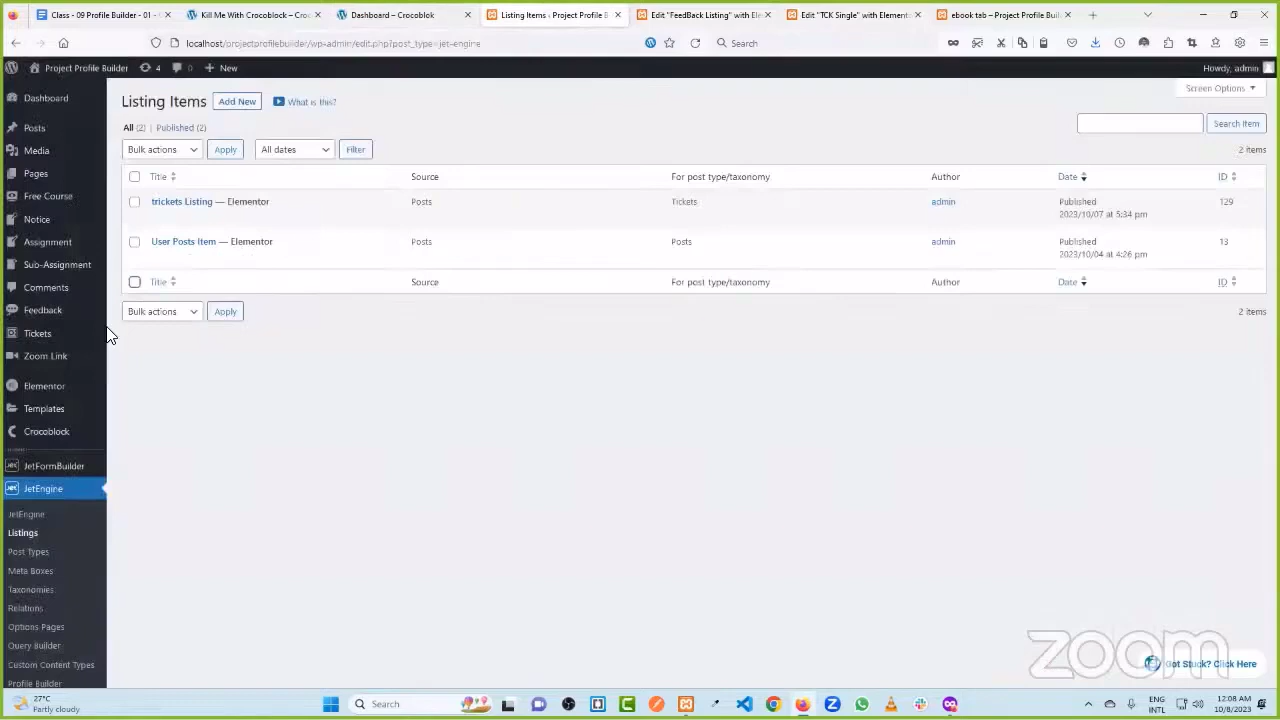 Class - 09 Profile Builder - 01 -
Kill Me With Crocoblock – Croc
Dashboard – Crocoblok
Listing Items ‹ Project Profile B
Edit "FeedBack Listing" with Ele
Edit "TCK Single" with Elementor
ebook tab – Project Profile Buil
localhost/projectprofilebuilder/wp-admin/edit.php?post_type=jet-engine
Search
Project Profile Builder
4
0
New
Howdy, admin
Screen Options
Dashboard
Posts
Media
Pages
Free Course
Notice
Assignment
Sub-Assignment
Comments
Feedback
Tickets
Zoom Link
Elementor
Templates
Crocoblock
JetFormBuilder
JetEngine
JetEngine
Listings
Post Types
Meta Boxes
Taxonomies
Relations
Options Pages
Query Builder
Custom Content Types
Profile Builder
Listing Items
Add New
What is this?
All (2) | Published (2)
Search Item
Bulk actions
Apply
All dates
Filter
2 items
Title Source For post type/taxonomy Author Date ID
trickets Listing — Elementor Posts Tickets admin Published 129
2023/10/07 at 5:34 pm
User Posts Item — Elementor Posts Posts admin Published 13
2023/10/04 at 4:26 pm
Title Source For post type/taxonomy Author Date ID
Bulk actions
Apply
2 items
zoom
Got Stuck? Click Here
27°C
Partly cloudy
Search
ENG
INTL
12:08 AM
10/8/2023